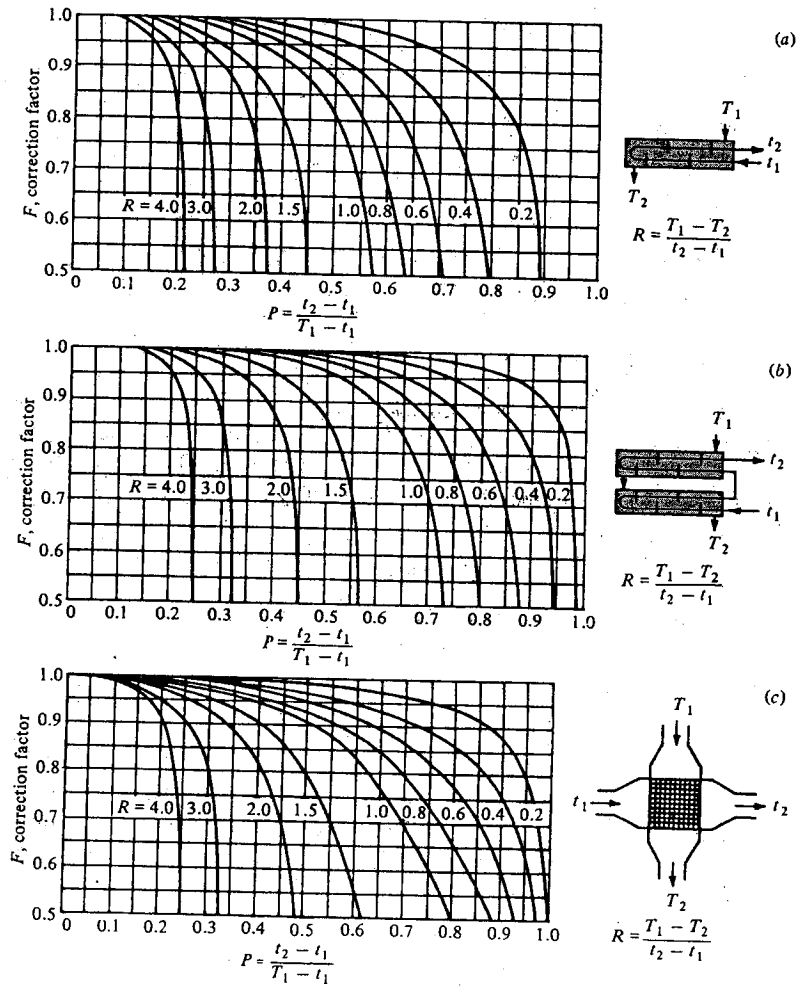 (a)
1.0
0.9
0.8
0.7
0.6
0.5
F, correction factor
R = 4.0 3.0 2.0 1.5 1.0 0.8 0.6 0.4 0.2
0 0.1 0.2 0.3 0.4 0.5 0.6 0.7 0.8 0.9 1.0
P = (t₂ − t₁)/(T₁ − t₁)
T₁
t₂
t₁
T₂
R = (T₁ − T₂)/(t₂ − t₁)
(b)
1.0
0.9
0.8
0.7
0.6
0.5
F, correction factor
R = 4.0 3.0 2.0 1.5 1.0 0.8 0.6 0.4 0.2
0 0.1 0.2 0.3 0.4 0.5 0.6 0.7 0.8 0.9 1.0
P = (t₂ − t₁)/(T₁ − t₁)
T₁
t₂
t₁
T₂
R = (T₁ − T₂)/(t₂ − t₁)
(c)
1.0
0.9
0.8
0.7
0.6
0.5
F, correction factor
R = 4.0 3.0 2.0 1.5 1.0 0.8 0.6 0.4 0.2
0 0.1 0.2 0.3 0.4 0.5 0.6 0.7 0.8 0.9 1.0
P = (t₂ − t₁)/(T₁ − t₁)
T₁
t₁
t₂
T₂
R = (T₁ − T₂)/(t₂ − t₁)